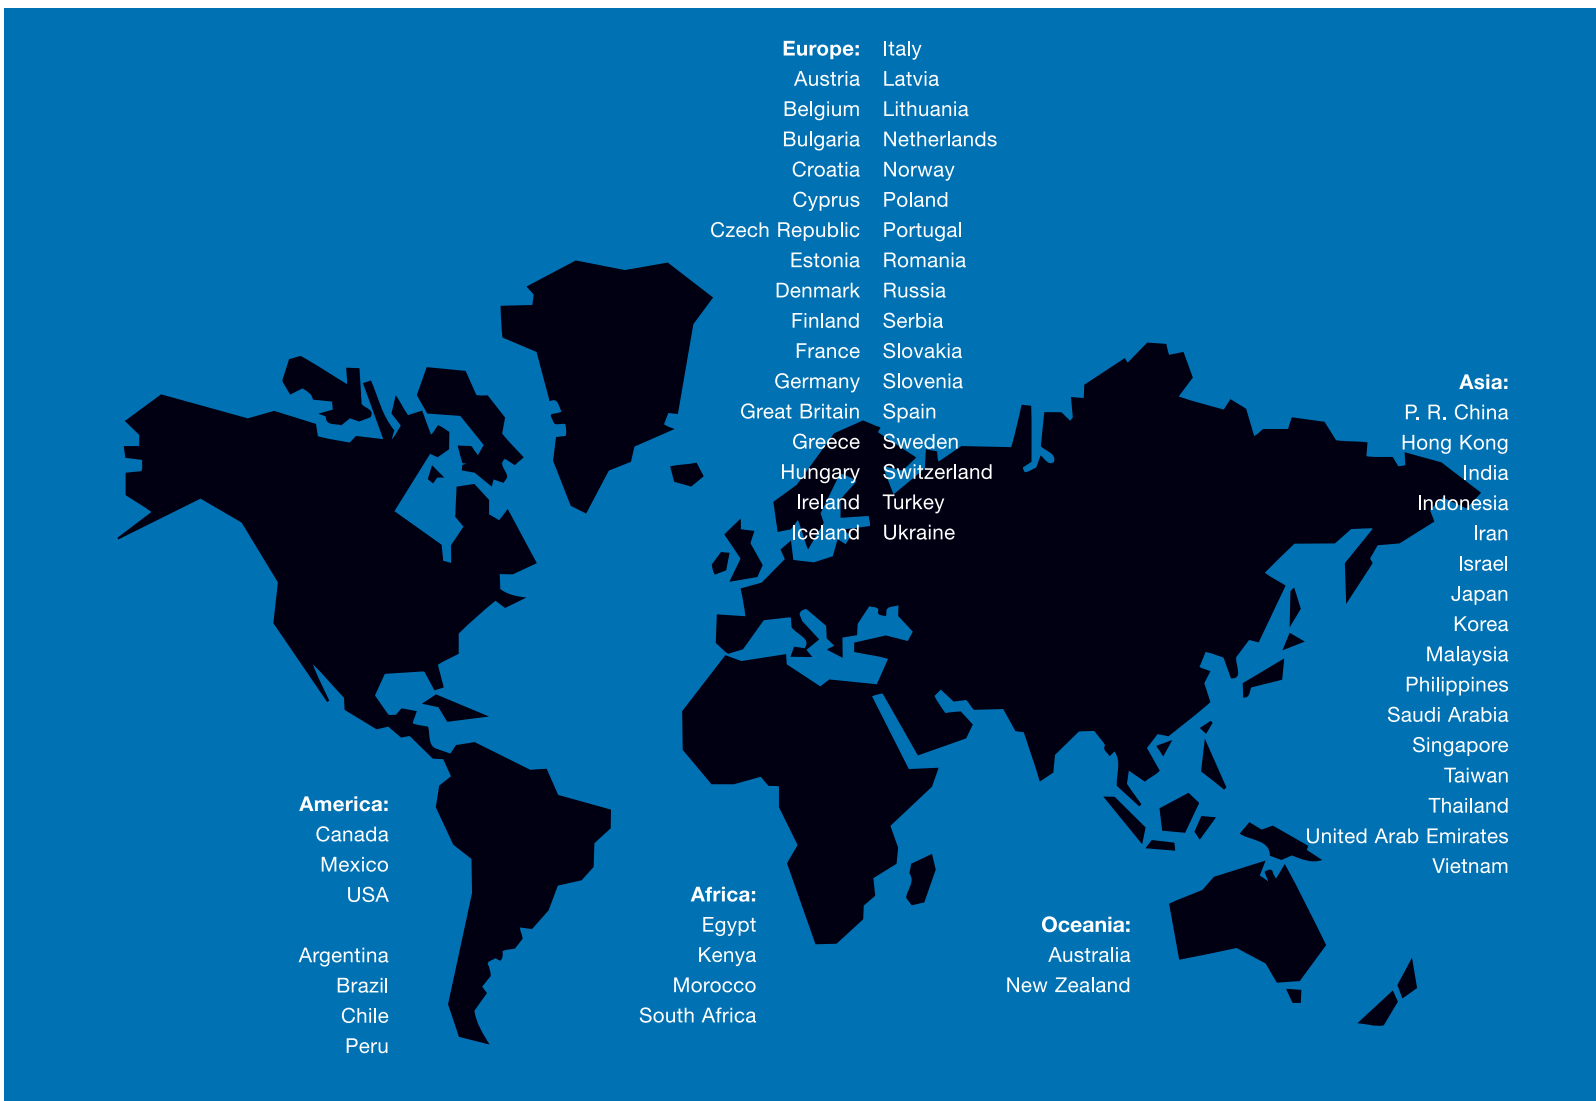 Europe:
Austria
Belgium
Bulgaria
Croatia
Cyprus
Czech Republic
Estonia
Denmark
Finland
France
Germany
Great Britain
Greece
Hungary
Ireland
Iceland
Italy
Latvia
Lithuania
Netherlands
Norway
Poland
Portugal
Romania
Russia
Serbia
Slovakia
Slovenia
Spain
Sweden
Switzerland
Turkey
Ukraine
Asia:
P. R. China
Hong Kong
India
Indonesia
Iran
Israel
Japan
Korea
Malaysia
Philippines
Saudi Arabia
Singapore
Taiwan
Thailand
United Arab Emirates
Vietnam
America:
Canada
Mexico
USA
Argentina
Brazil
Chile
Peru
Africa:
Egypt
Kenya
Morocco
South Africa
Oceania:
Australia
New Zealand